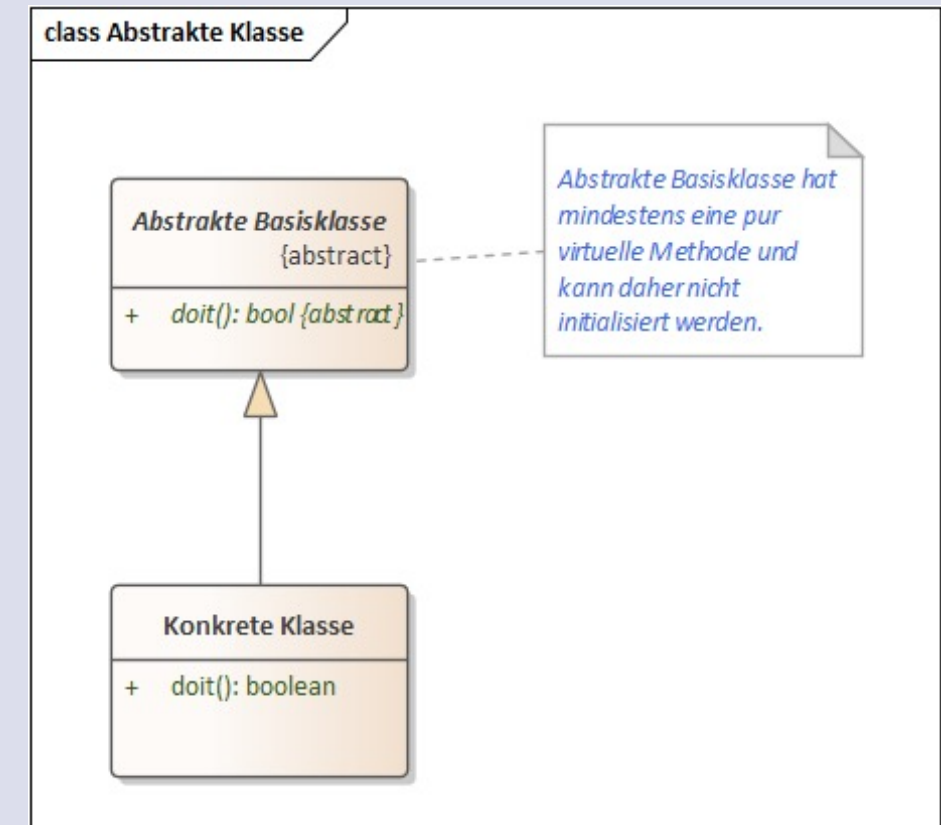 class Abstrakte Klasse
Abstrakte Basisklasse
{abstract}
+ doit(): bool {abstract}
Abstrakte Basisklasse hat
mindestens eine pur
virtuelle Methode und
kann daher nicht
initialisiert werden.
Konkrete Klasse
+ doit(): boolean